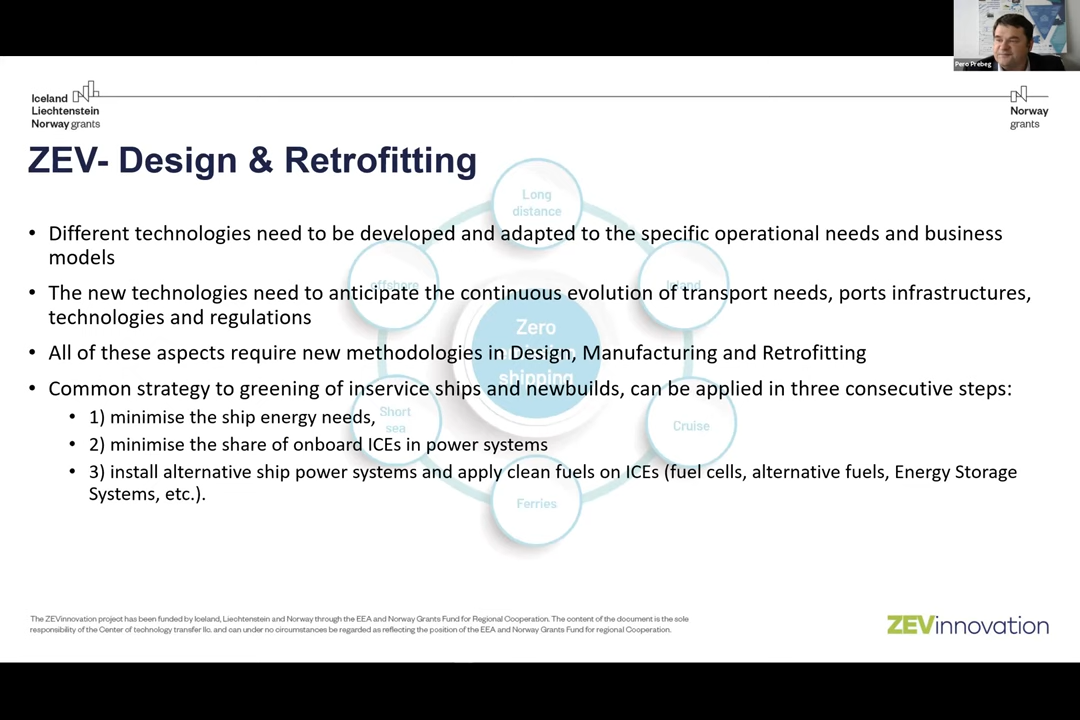 Pero Prebeg
Iceland
Liechtenstein
Norway grants
Norway
grants
ZEV- Design & Retrofitting
Long
distance
• Different technologies need to be developed and adapted to the specific operational needs and business
models
offshore
Inland
• The new technologies need to anticipate the continuous evolution of transport needs, ports infrastructures,
technologies and regulations
Zero
shipping
• All of these aspects require new methodologies in Design, Manufacturing and Retrofitting
• Common strategy to greening of inservice ships and newbuilds, can be applied in three consecutive steps:
• 1) minimise the ship energy needs,
Short
sea
Cruise
• 2) minimise the share of onboard ICEs in power systems
• 3) install alternative ship power systems and apply clean fuels on ICEs (fuel cells, alternative fuels, Energy Storage
Systems, etc.).
Ferries
The ZEVinnovation project has been funded by Iceland, Liechtenstein and Norway through the EEA and Norway Grants Fund for Regional Cooperation. The content of the document is the sole
responsibility of the Center of technology transfer llc. and can under no circumstances be regarded as reflecting the position of the EEA and Norway Grants Fund for regional Cooperation.
ZEVinnovation